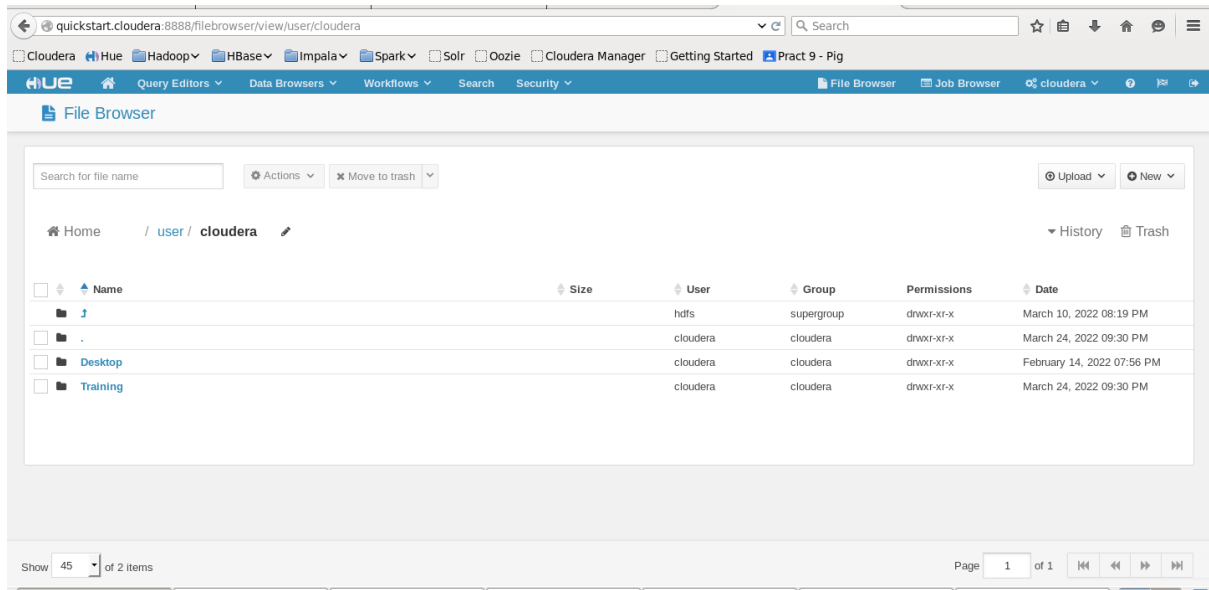 quickstart.cloudera:8888/filebrowser/view/user/cloudera Search
Cloudera Hue Hadoop HBase Impala Spark Solr Oozie Cloudera Manager Getting Started Pract 9 - Pig
HUE Query Editors Data Browsers Workflows Search Security File Browser Job Browser cloudera ?
File Browser
Search for file name Actions Move to trash Upload New
Home / user / cloudera History Trash
Name Size User Group Permissions Date
hdfs supergroup drwxr-xr-x March 10, 2022 08:19 PM
. cloudera cloudera drwxr-xr-x March 24, 2022 09:30 PM
Desktop cloudera cloudera drwxr-xr-x February 14, 2022 07:56 PM
Training cloudera cloudera drwxr-xr-x March 24, 2022 09:30 PM
Show 45 of 2 items Page 1 of 1